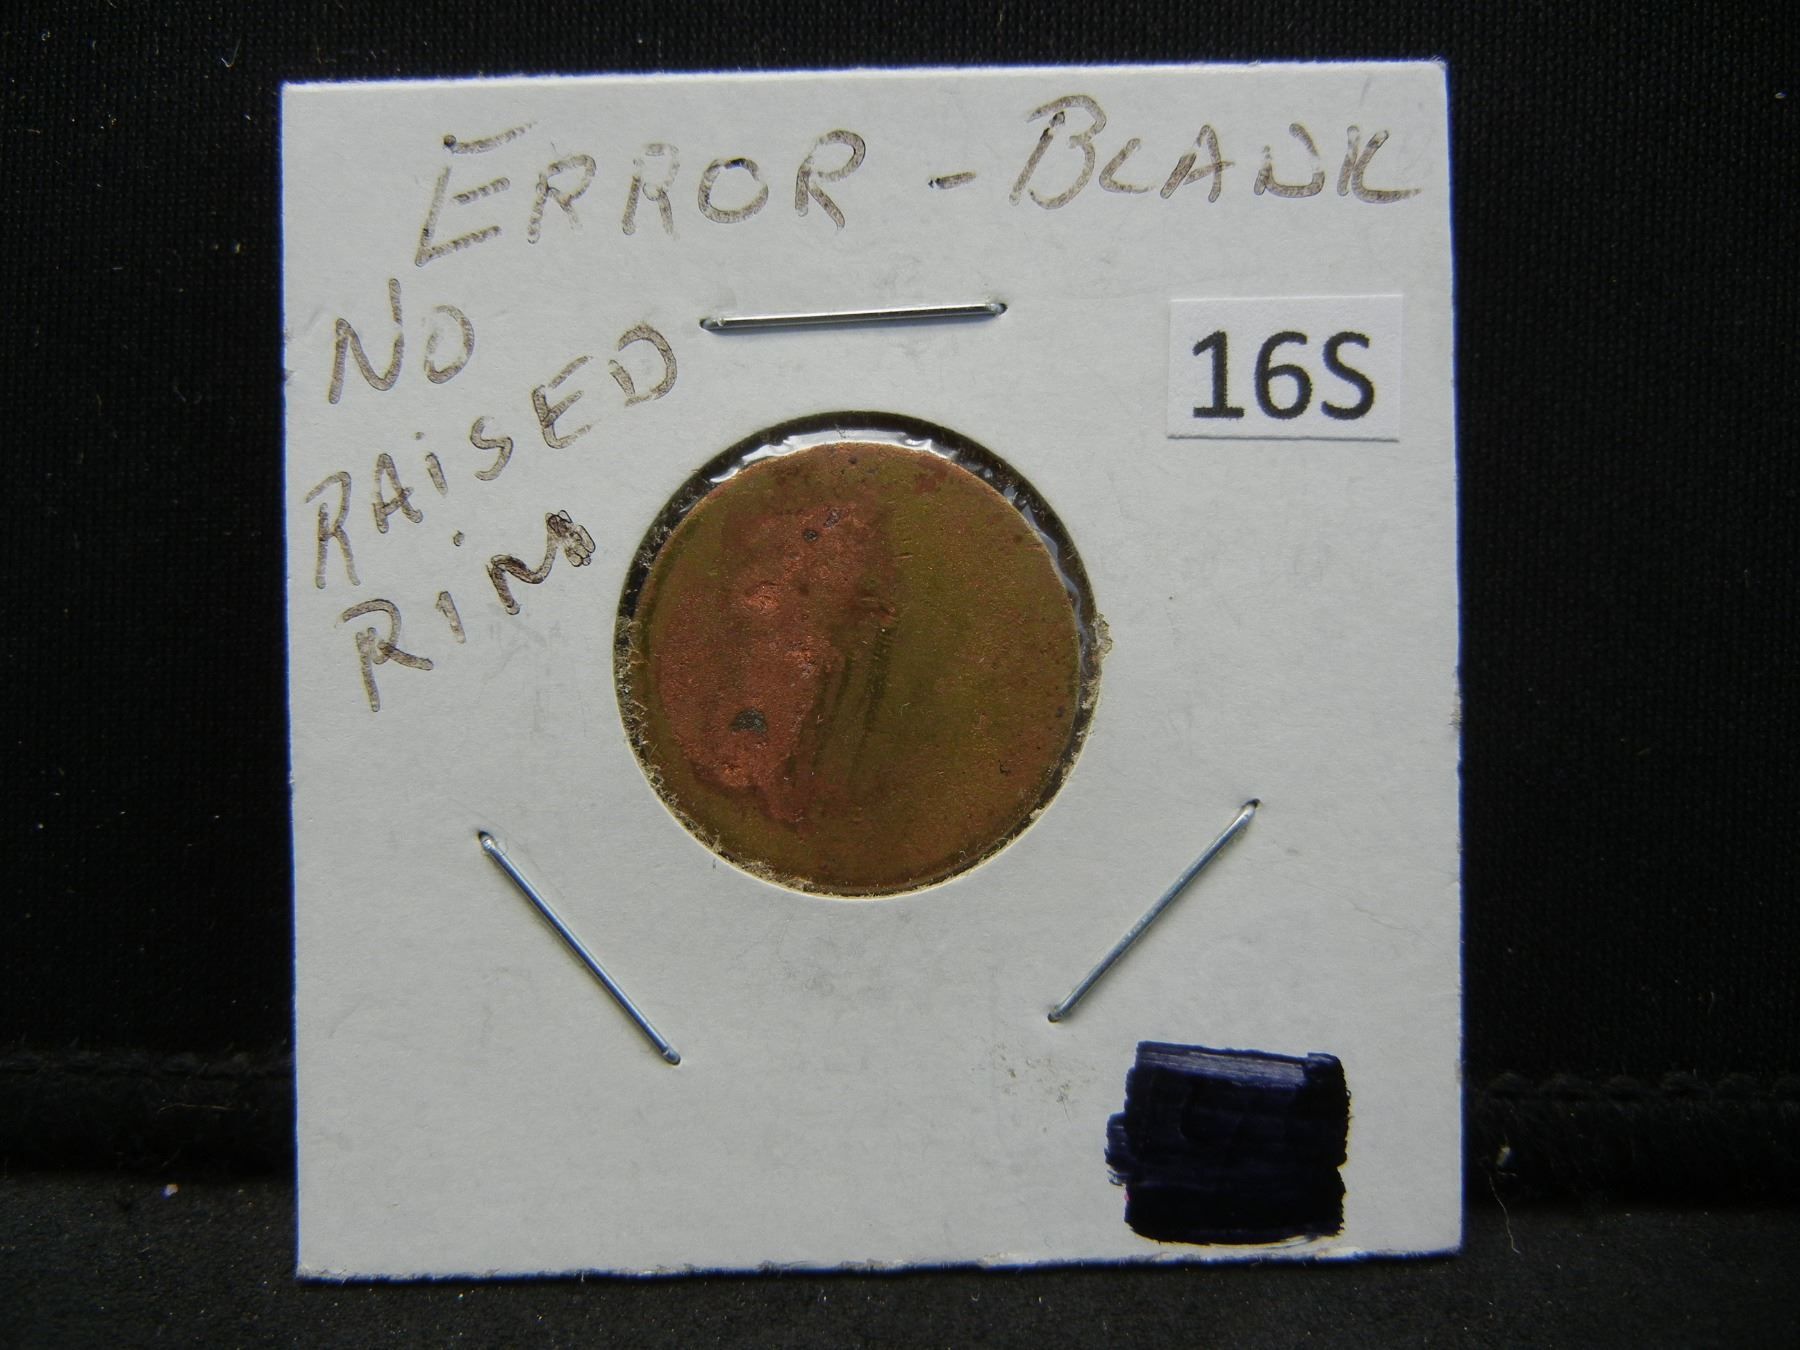 ERROR - BLANK
NO
RAiSED
RiM
16S